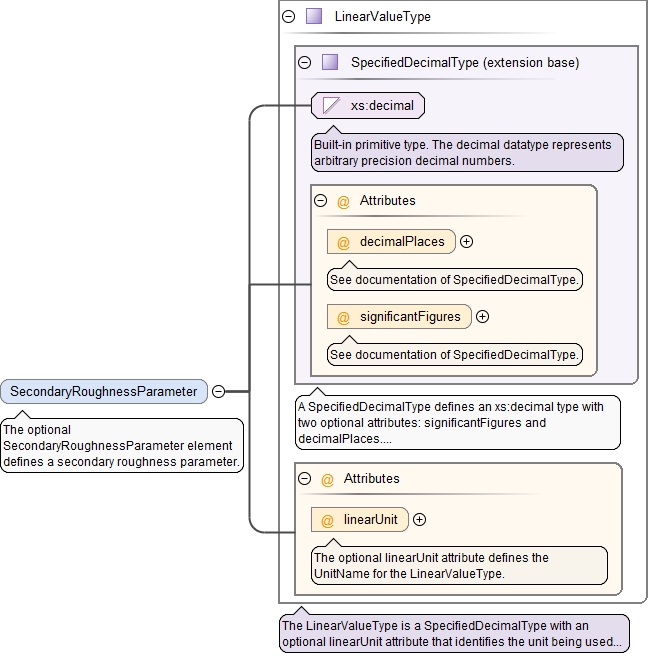 LinearValueType
SpecifiedDecimalType (extension base)
xs:decimal
Built-in primitive type. The decimal datatype represents
arbitrary precision decimal numbers.
@ Attributes
@ decimalPlaces
See documentation of SpecifiedDecimalType.
@ significantFigures
See documentation of SpecifiedDecimalType.
SecondaryRoughnessParameter
The optional
SecondaryRoughnessParameter element
defines a secondary roughness parameter.
A SpecifiedDecimalType defines an xs:decimal type with
two optional attributes: significantFigures and
decimalPlaces....
@ Attributes
@ linearUnit
The optional linearUnit attribute defines the
UnitName for the LinearValueType.
The LinearValueType is a SpecifiedDecimalType with an
optional linearUnit attribute that identifies the unit being used...